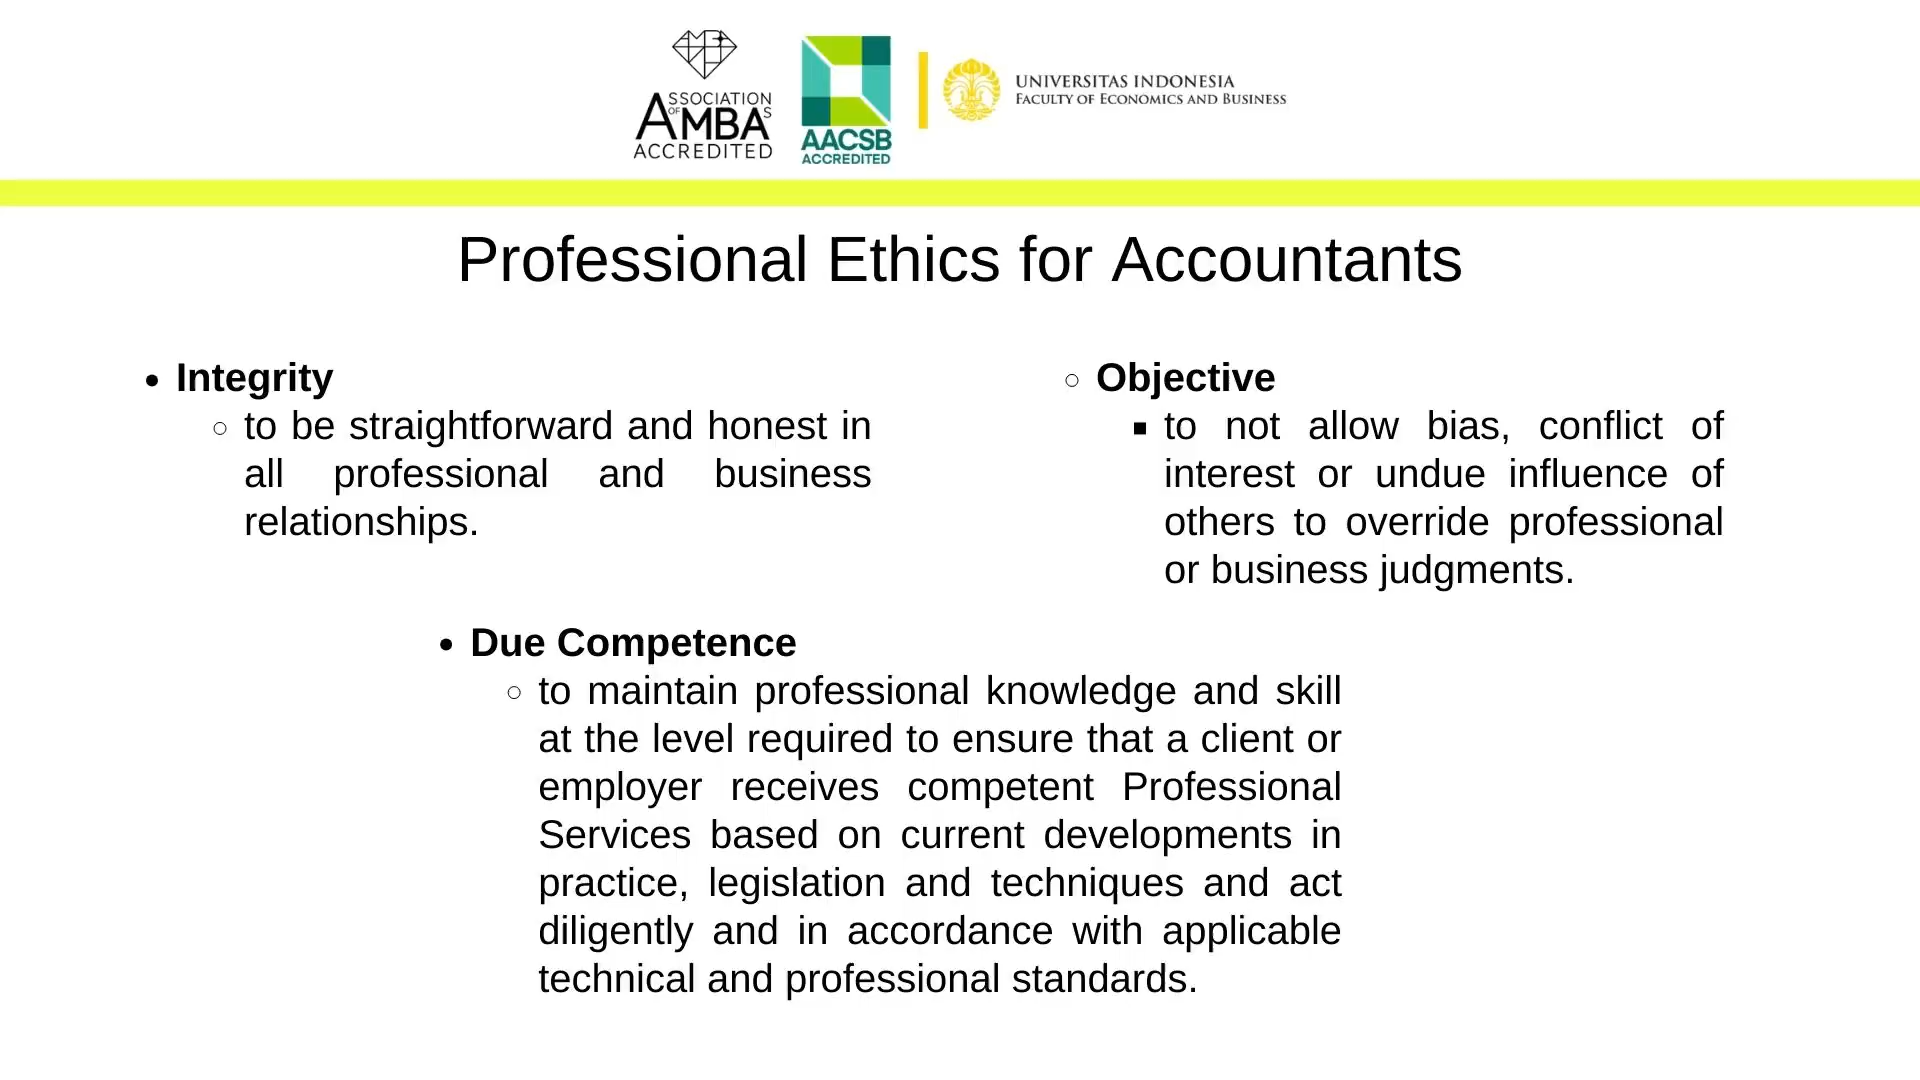 ASSOCIATION
OF MBAS
ACCREDITED
AACSB
ACCREDITED
UNIVERSITAS INDONESIA
FACULTY OF ECONOMICS AND BUSINESS
Professional Ethics for Accountants
• Integrity
○ to be straightforward and honest in
all professional and business
relationships.
○ Objective
▪ to not allow bias, conflict of
interest or undue influence of
others to override professional
or business judgments.
• Due Competence
○ to maintain professional knowledge and skill
at the level required to ensure that a client or
employer receives competent Professional
Services based on current developments in
practice, legislation and techniques and act
diligently and in accordance with applicable
technical and professional standards.